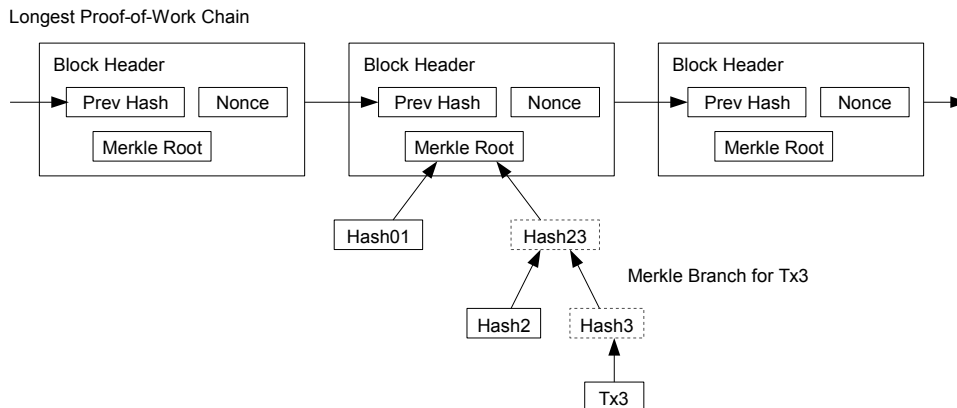 Longest Proof-of-Work Chain
Block Header
Prev Hash
Nonce
Merkle Root
Block Header
Prev Hash
Nonce
Merkle Root
Block Header
Prev Hash
Nonce
Merkle Root
Hash01
Hash23
Merkle Branch for Tx3
Hash2
Hash3
Tx3